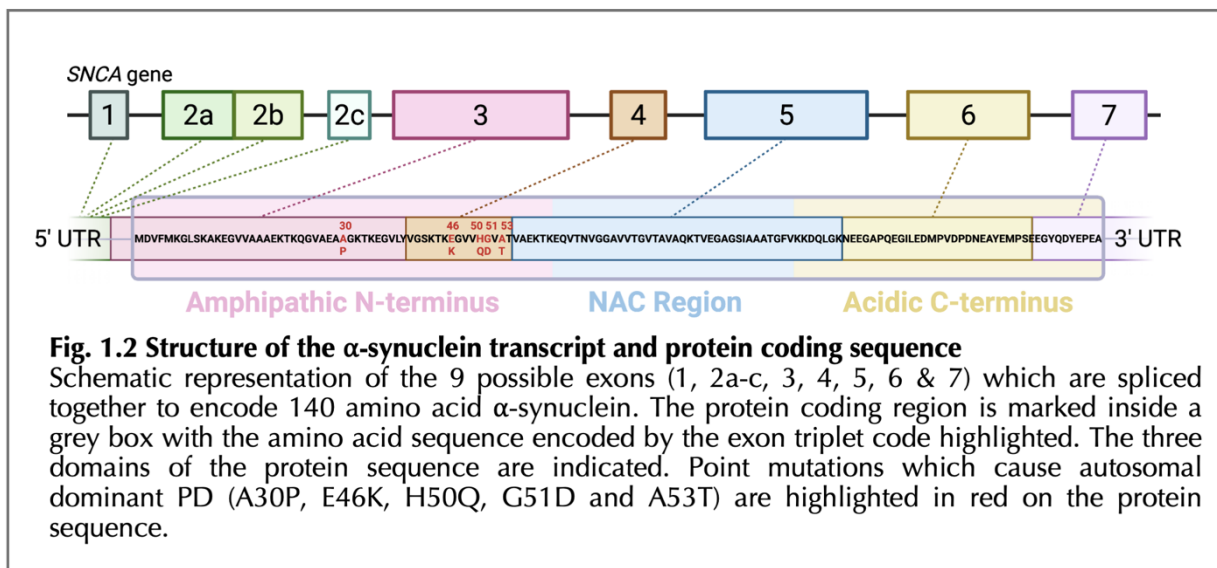 SNCA gene
1 2a 2b 2c 3 4 5 6 7
30 46 50 51 53
5' UTR MDVFMKGLSKAKEGVVAAAEKTKQGVAEAAGKTKEGVLYVGSKTKEGVVHGVATVAEKTKEQVTNVGGAVVTGVTAVAQKTVEGAGSIAAATGFVKKDQLGKNEEGAPQEGILEDMPVDPDNEAYEMPSEEGYQDYEPEA 3' UTR
P K QD T
Amphipathic N-terminus NAC Region Acidic C-terminus
Fig. 1.2 Structure of the α-synuclein transcript and protein coding sequence
Schematic representation of the 9 possible exons (1, 2a-c, 3, 4, 5, 6 & 7) which are spliced
together to encode 140 amino acid α-synuclein. The protein coding region is marked inside a
grey box with the amino acid sequence encoded by the exon triplet code highlighted. The three
domains of the protein sequence are indicated. Point mutations which cause autosomal
dominant PD (A30P, E46K, H50Q, G51D and A53T) are highlighted in red on the protein
sequence.